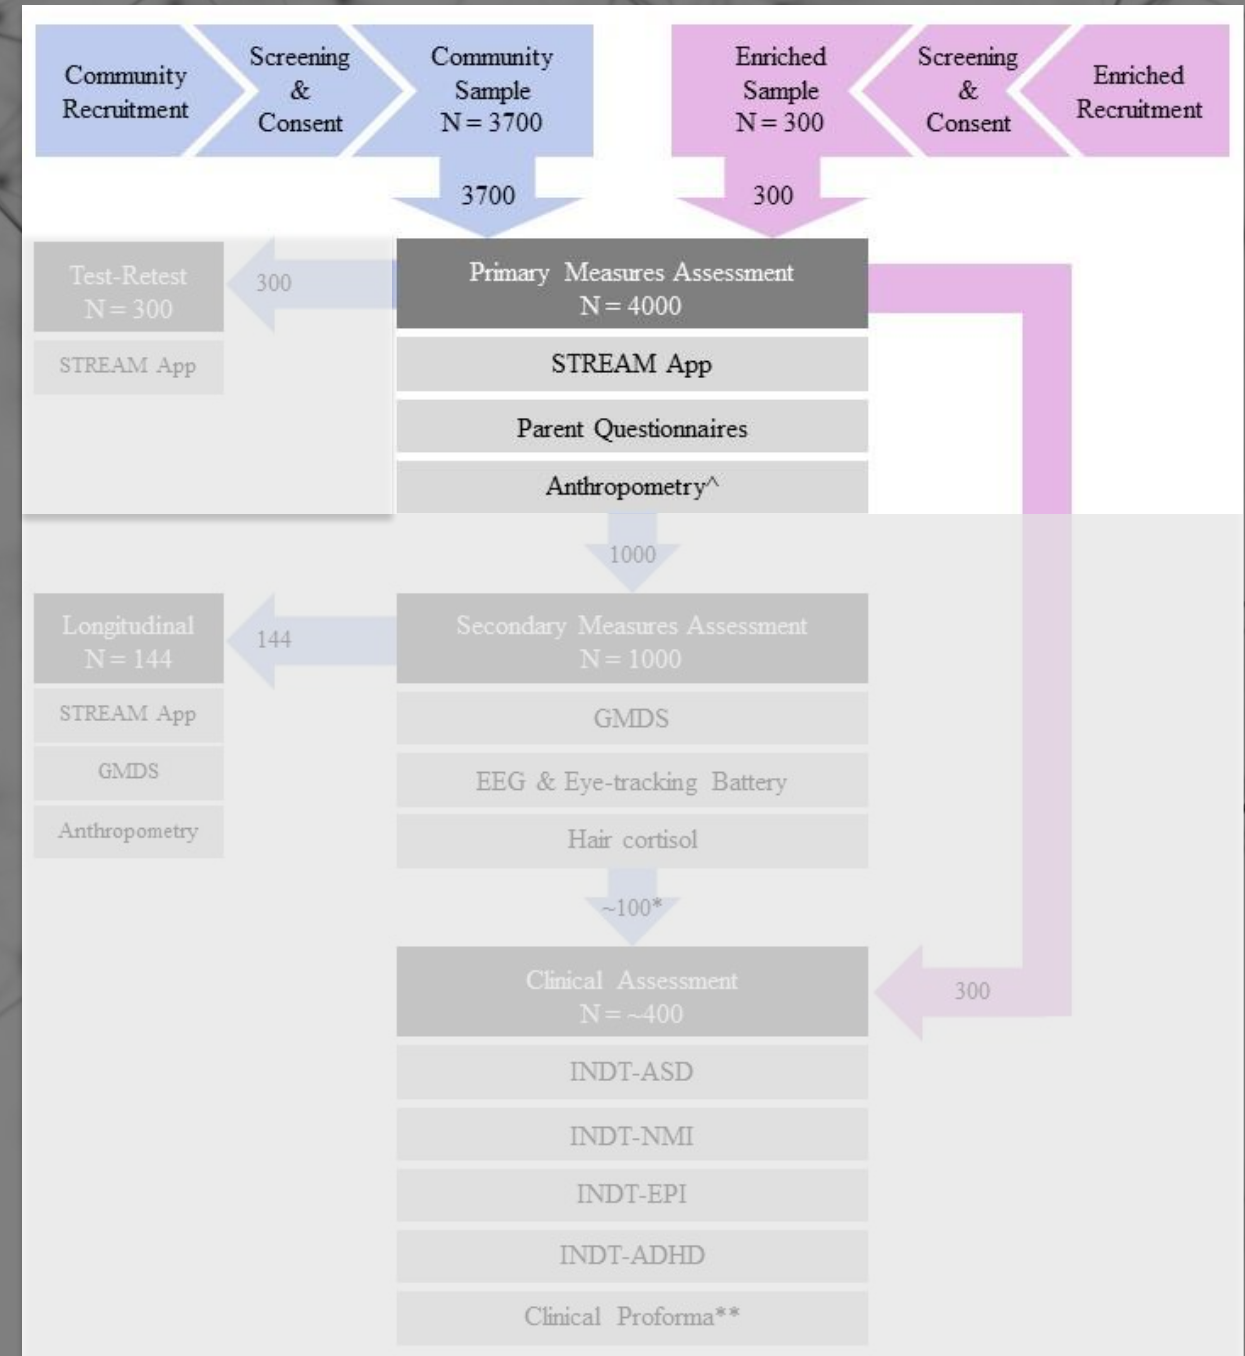 Community
Recruitment
Screening
&
Consent
Community
Sample
N = 3700
Enriched
Sample
N = 300
Screening
&
Consent
Enriched
Recruitment
3700
300
Test-Retest
N = 300
300
Primary Measures Assessment
N = 4000
STREAM App
STREAM App
Parent Questionnaires
Anthropometry^
1000
Longitudinal
N = 144
144
Secondary Measures Assessment
N = 1000
STREAM App
GMDS
GMDS
EEG & Eye-tracking Battery
Anthropometry
Hair cortisol
~100*
Clinical Assessment
N = ~400
300
INDT-ASD
INDT-NMI
INDT-EPI
INDT-ADHD
Clinical Proforma**